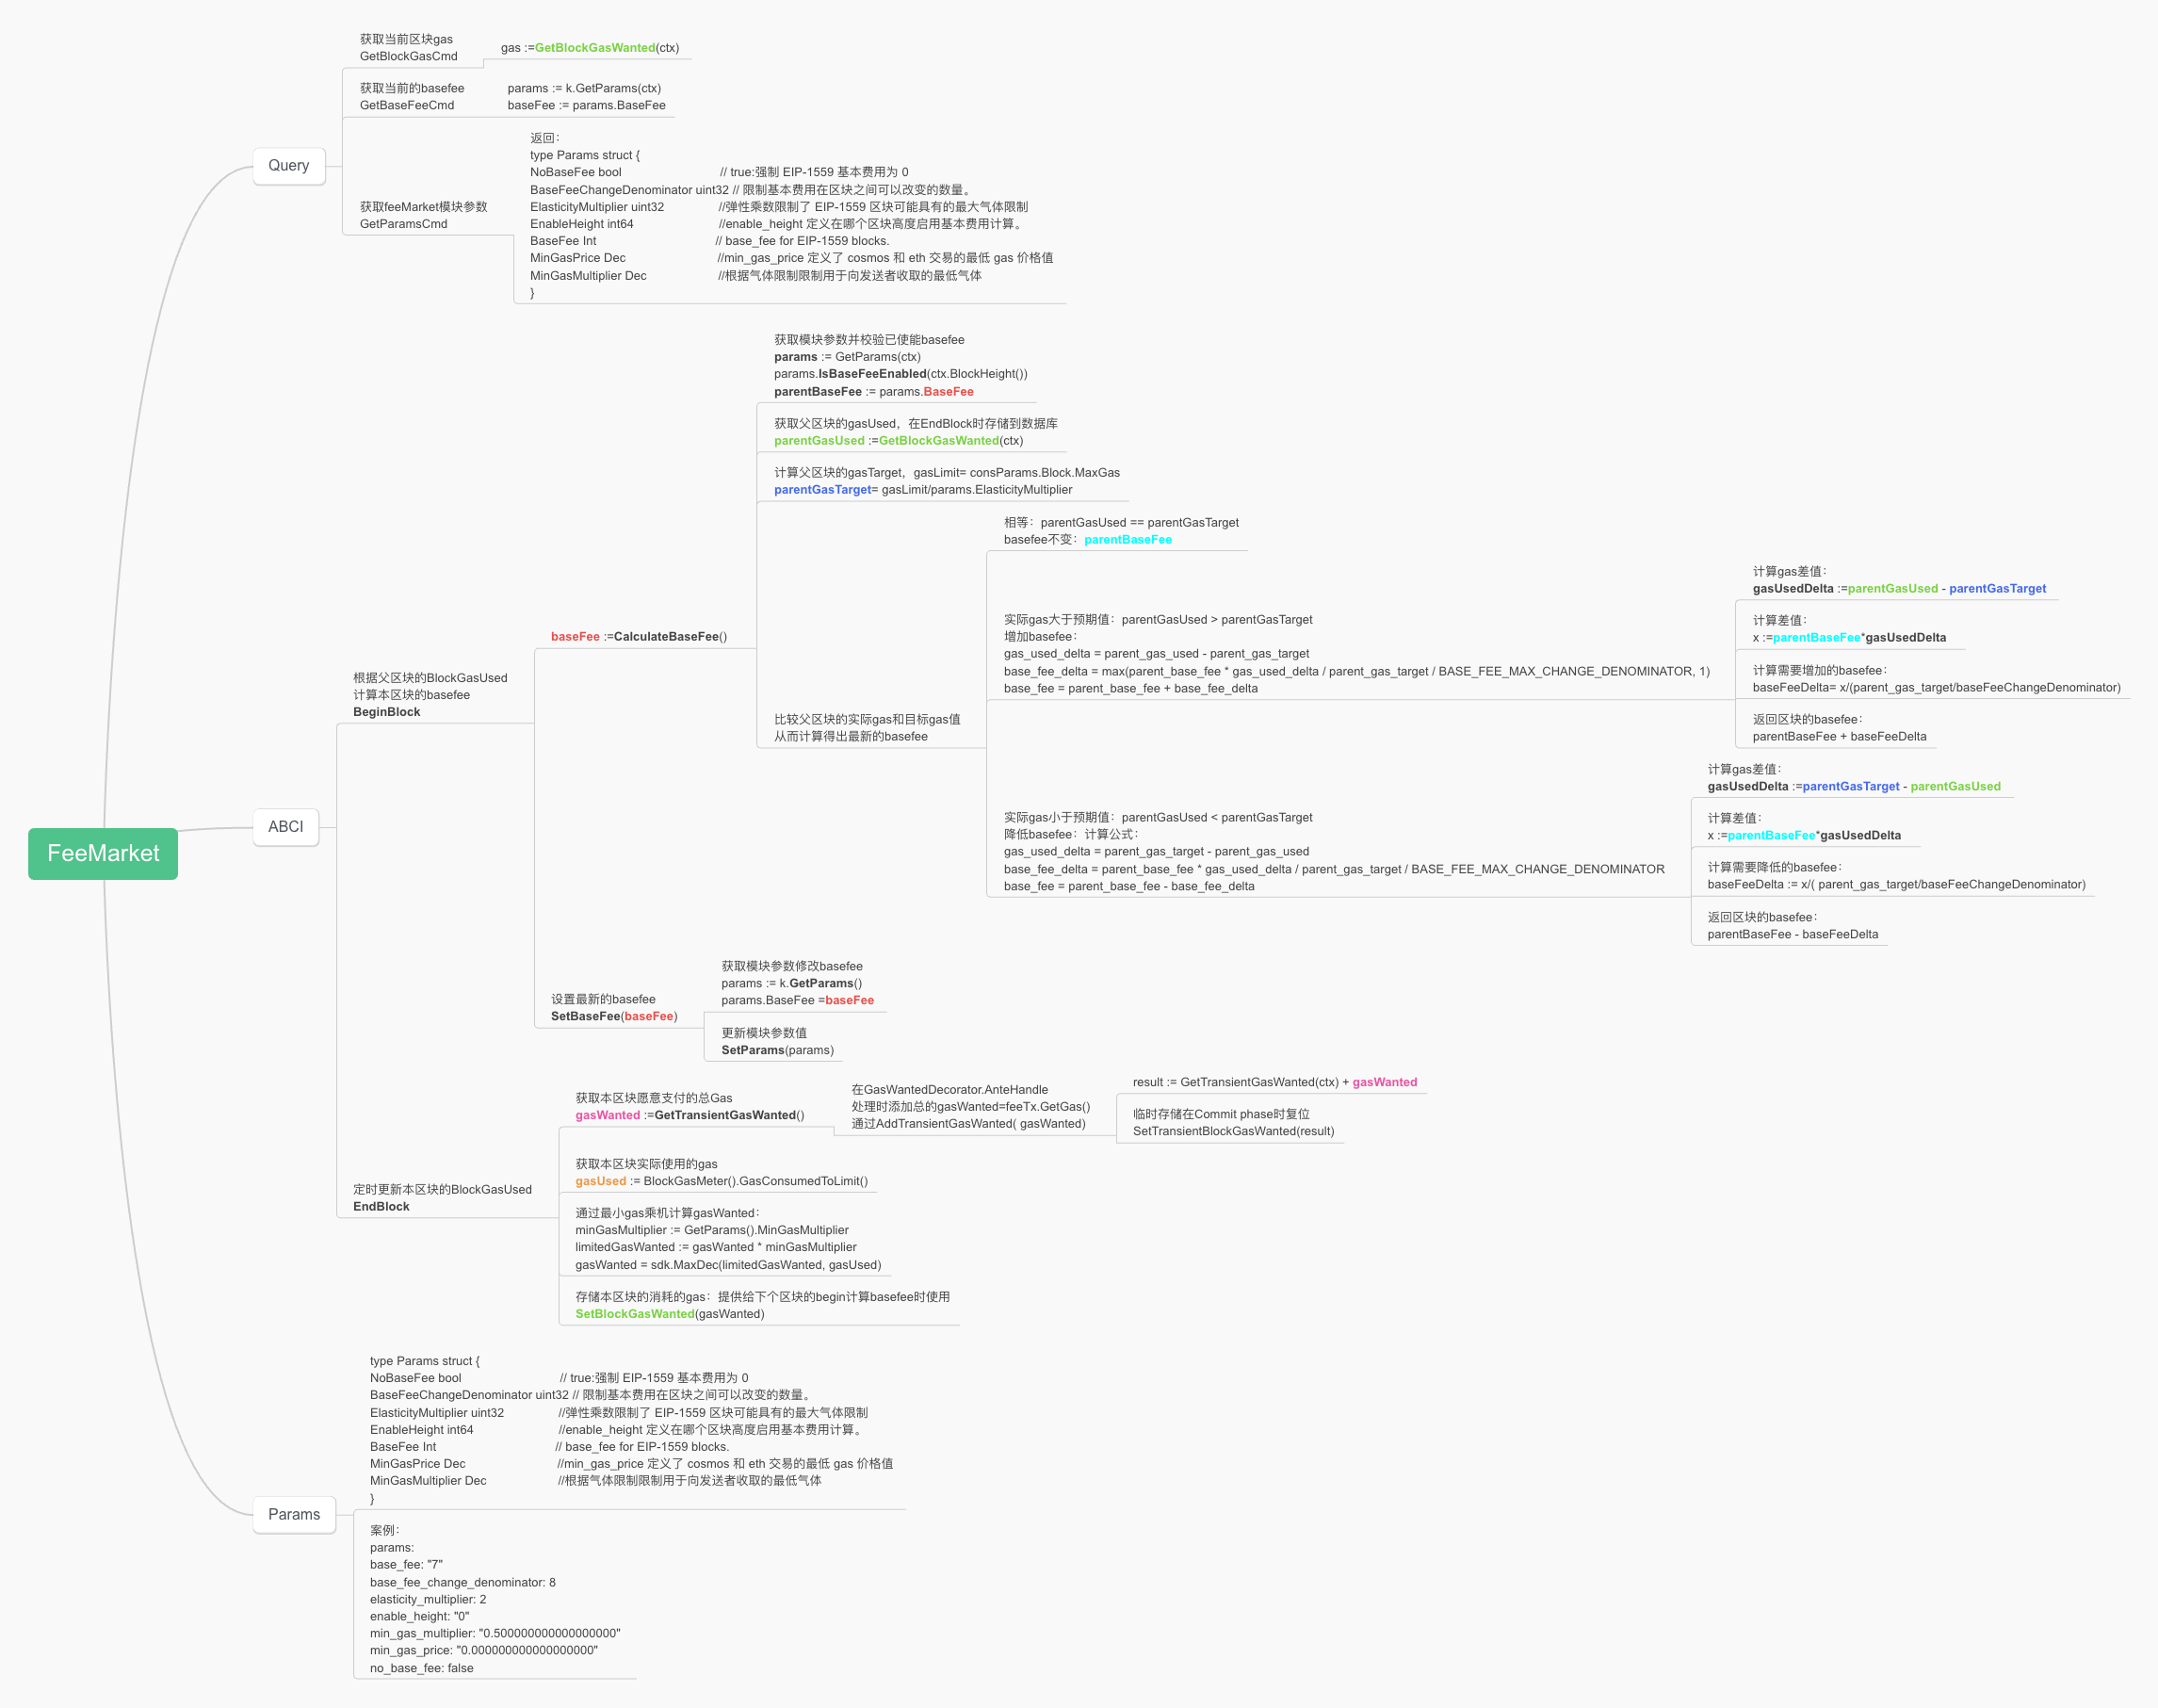 FeeMarket
Query
获取当前区块gas
GetBlockGasCmd
gas :=GetBlockGasWanted(ctx)
获取当前的basefee
GetBaseFeeCmd
params := k.GetParams(ctx)
baseFee := params.BaseFee
获取feeMarket模块参数
GetParamsCmd
返回：
type Params struct {
NoBaseFee bool // true:强制 EIP-1559 基本费用为 0
BaseFeeChangeDenominator uint32 // 限制基本费用在区块之间可以改变的数量。
ElasticityMultiplier uint32 //弹性乘数限制了 EIP-1559 区块可能具有的最大气体限制
EnableHeight int64 //enable_height 定义在哪个区块高度启用基本费用计算。
BaseFee Int // base_fee for EIP-1559 blocks.
MinGasPrice Dec //min_gas_price 定义了 cosmos 和 eth 交易的最低 gas 价格值
MinGasMultiplier Dec //根据气体限制限制用于向发送者收取的最低气体
}
ABCI
根据父区块的BlockGasUsed
计算本区块的basefee
BeginBlock
baseFee :=CalculateBaseFee()
获取模块参数并校验已使能basefee
params := GetParams(ctx)
params.IsBaseFeeEnabled(ctx.BlockHeight())
parentBaseFee := params.BaseFee
获取父区块的gasUsed，在EndBlock时存储到数据库
parentGasUsed :=GetBlockGasWanted(ctx)
计算父区块的gasTarget，gasLimit= consParams.Block.MaxGas
parentGasTarget= gasLimit/params.ElasticityMultiplier
比较父区块的实际gas和目标gas值
从而计算得出最新的basefee
相等：parentGasUsed == parentGasTarget
basefee不变：parentBaseFee
实际gas大于预期值：parentGasUsed > parentGasTarget
增加basefee：
gas_used_delta = parent_gas_used - parent_gas_target
base_fee_delta = max(parent_base_fee * gas_used_delta / parent_gas_target / BASE_FEE_MAX_CHANGE_DENOMINATOR, 1)
base_fee = parent_base_fee + base_fee_delta
计算gas差值：
gasUsedDelta :=parentGasUsed - parentGasTarget
计算差值：
x :=parentBaseFee*gasUsedDelta
计算需要增加的basefee：
baseFeeDelta= x/(parent_gas_target/baseFeeChangeDenominator)
返回区块的basefee：
parentBaseFee + baseFeeDelta
实际gas小于预期值：parentGasUsed < parentGasTarget
降低basefee：计算公式：
gas_used_delta = parent_gas_target - parent_gas_used
base_fee_delta = parent_base_fee * gas_used_delta / parent_gas_target / BASE_FEE_MAX_CHANGE_DENOMINATOR
base_fee = parent_base_fee - base_fee_delta
计算gas差值：
gasUsedDelta :=parentGasTarget - parentGasUsed
计算差值：
x :=parentBaseFee*gasUsedDelta
计算需要降低的basefee：
baseFeeDelta := x/( parent_gas_target/baseFeeChangeDenominator)
返回区块的basefee：
parentBaseFee - baseFeeDelta
设置最新的basefee
SetBaseFee(baseFee)
获取模块参数修改basefee
params := k.GetParams()
params.BaseFee =baseFee
更新模块参数值
SetParams(params)
定时更新本区块的BlockGasUsed
EndBlock
获取本区块愿意支付的总Gas
gasWanted :=GetTransientGasWanted()
在GasWantedDecorator.AnteHandle
处理时添加总的gasWanted=feeTx.GetGas()
通过AddTransientGasWanted( gasWanted)
result := GetTransientGasWanted(ctx) + gasWanted
临时存储在Commit phase时复位
SetTransientBlockGasWanted(result)
获取本区块实际使用的gas
gasUsed := BlockGasMeter().GasConsumedToLimit()
通过最小gas乘机计算gasWanted：
minGasMultiplier := GetParams().MinGasMultiplier
limitedGasWanted := gasWanted * minGasMultiplier
gasWanted = sdk.MaxDec(limitedGasWanted, gasUsed)
存储本区块的消耗的gas：提供给下个区块的begin计算basefee时使用
SetBlockGasWanted(gasWanted)
Params
type Params struct {
NoBaseFee bool // true:强制 EIP-1559 基本费用为 0
BaseFeeChangeDenominator uint32 // 限制基本费用在区块之间可以改变的数量。
ElasticityMultiplier uint32 //弹性乘数限制了 EIP-1559 区块可能具有的最大气体限制
EnableHeight int64 //enable_height 定义在哪个区块高度启用基本费用计算。
BaseFee Int // base_fee for EIP-1559 blocks.
MinGasPrice Dec //min_gas_price 定义了 cosmos 和 eth 交易的最低 gas 价格值
MinGasMultiplier Dec //根据气体限制限制用于向发送者收取的最低气体
}
案例：
params:
base_fee: "7"
base_fee_change_denominator: 8
elasticity_multiplier: 2
enable_height: "0"
min_gas_multiplier: "0.500000000000000000"
min_gas_price: "0.000000000000000000"
no_base_fee: false